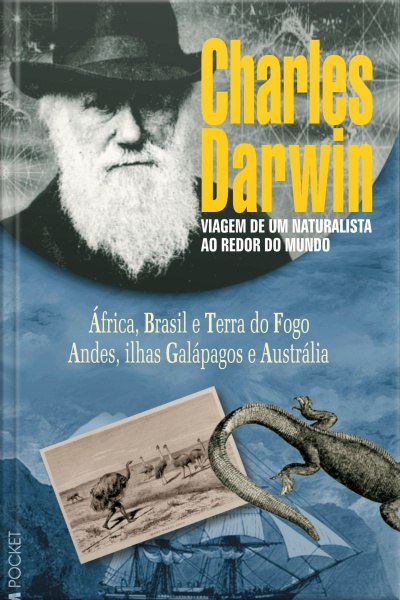 Charles
Darwin
VIAGEM DE UM NATURALISTA
AO REDOR DO MUNDO
África, Brasil e Terra do Fogo
Andes, ilhas Galápagos e Austrália
POCKET